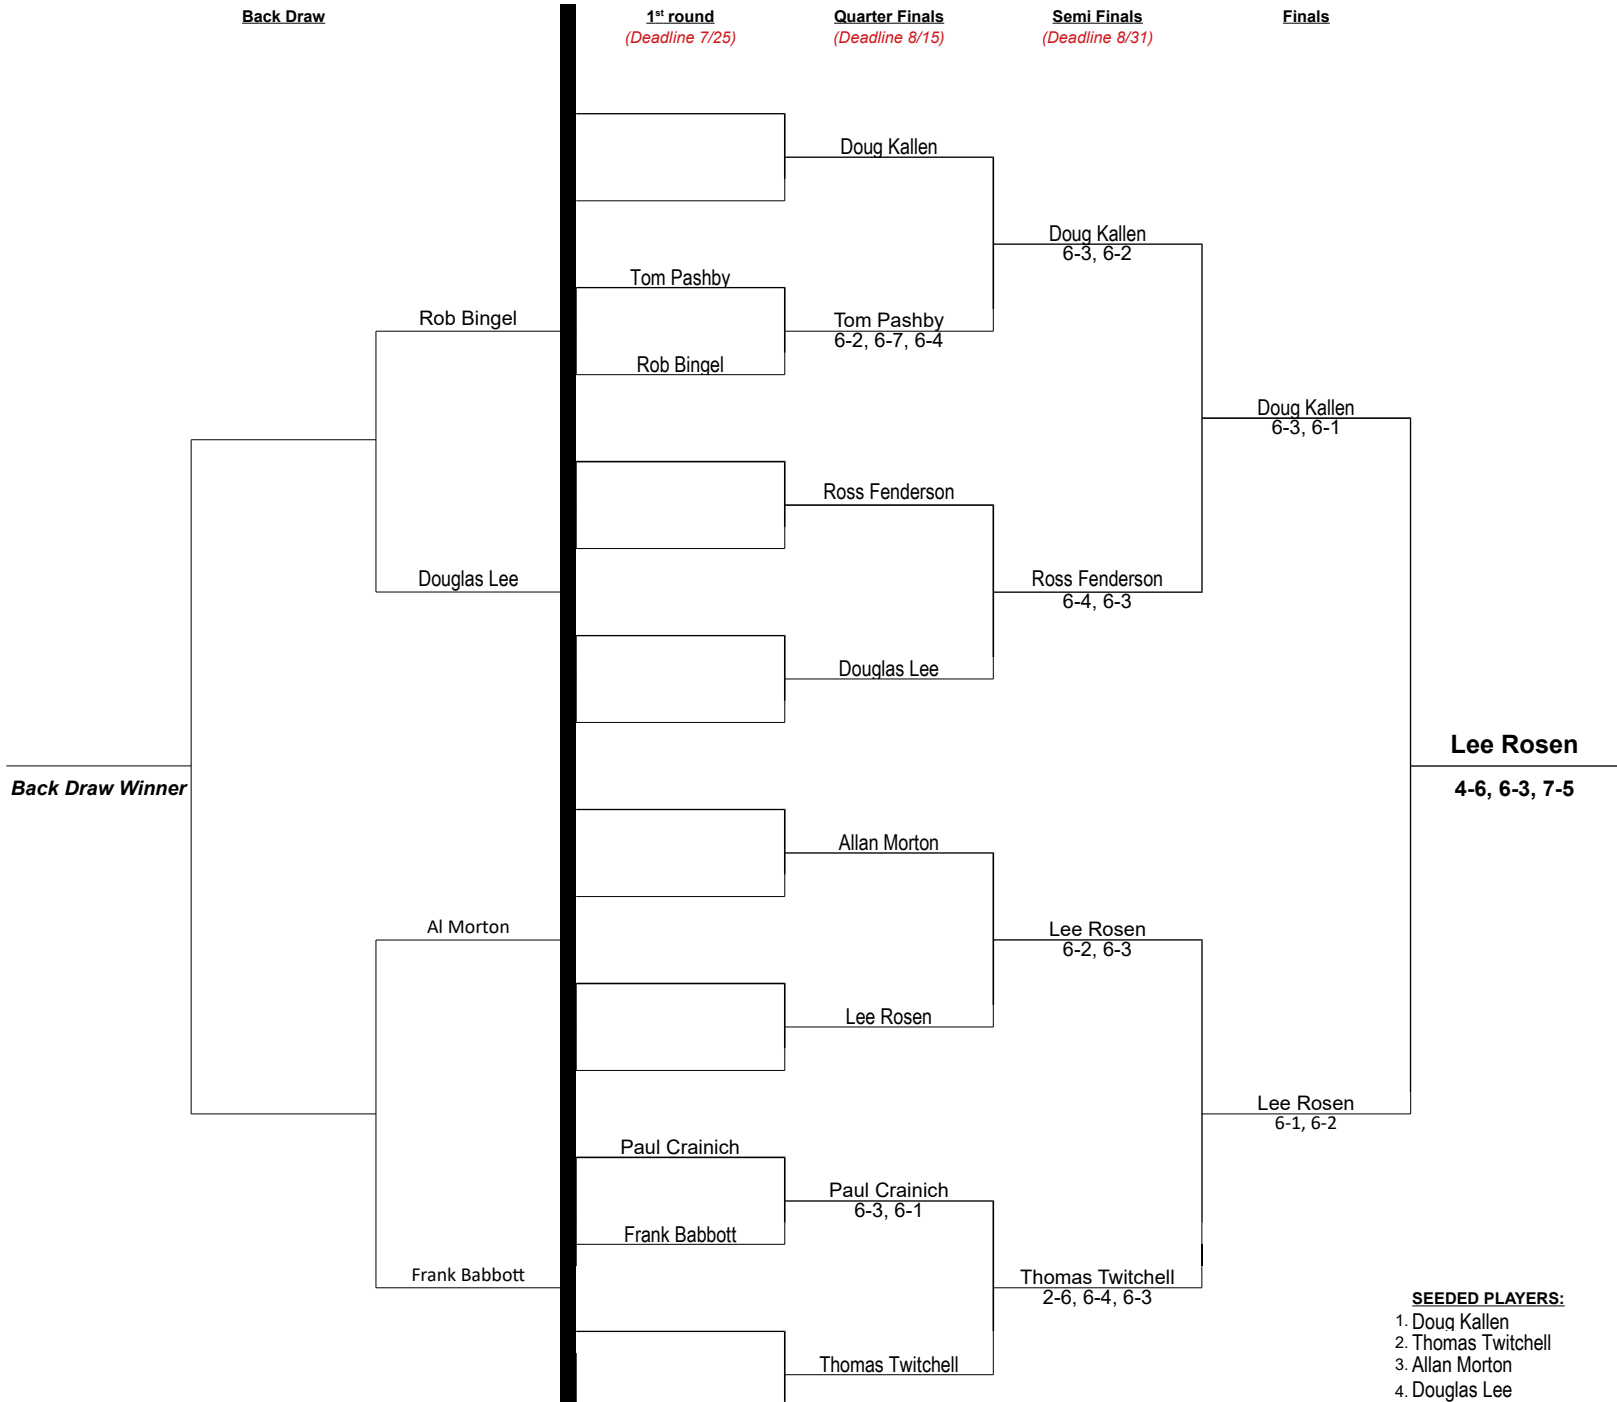 Back Draw
1st round
Quarter Finals
Semi Finals
Finals
(Deadline 7/25)
(Deadline 8/15)
(Deadline 8/31)
Doug Kallen
Doug Kallen
6-3, 6-2
Tom Pashby
Rob Bingel
Tom Pashby
6-2, 6-7, 6-4
Rob Bingel
Doug Kallen
6-3, 6-1
Ross Fenderson
Douglas Lee
Ross Fenderson
6-4, 6-3
Douglas Lee
Lee Rosen
Back Draw Winner
4-6, 6-3, 7-5
Allan Morton
Al Morton
Lee Rosen
6-2, 6-3
Lee Rosen
Lee Rosen
6-1, 6-2
Paul Crainich
Paul Crainich
6-3, 6-1
Frank Babbott
Frank Babbott
Thomas Twitchell
2-6, 6-4, 6-3
Thomas Twitchell
SEEDED PLAYERS:
1. Doug Kallen
2. Thomas Twitchell
3. Allan Morton
4. Douglas Lee